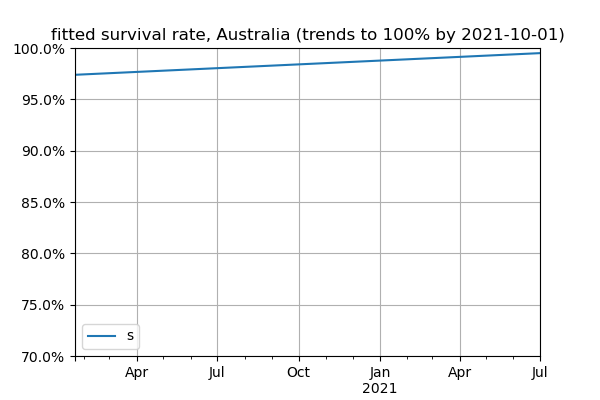 fitted survival rate, Australia (trends to 100% by 2021-10-01)
100.0%
95.0%
90.0%
85.0%
80.0%
75.0%
70.0%
s
Apr Jul Oct Jan Apr Jul
2021